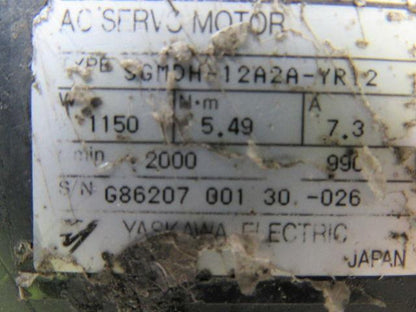 AC SERVO MOTOR
TYPE SGMDH-12A2A-YR12
W N·m A
1150 5.49 7.3
r/min 2000 990
S/N G86207 001 30.-026
YASKAWA ELECTRIC
JAPAN